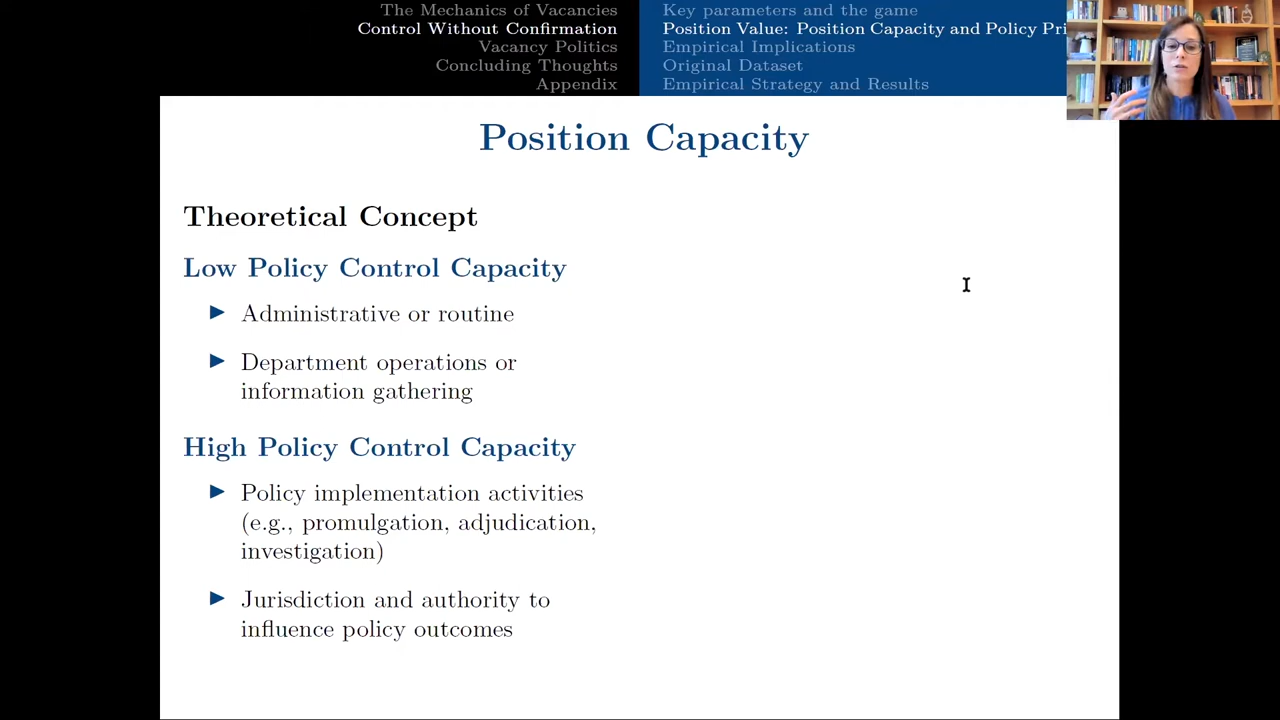 The Mechanics of Vacancies
Control Without Confirmation
Vacancy Politics
Concluding Thoughts
Appendix
Key parameters and the game
Position Value: Position Capacity and Policy Pri
Empirical Implications
Original Dataset
Empirical Strategy and Results
Position Capacity
Theoretical Concept
Low Policy Control Capacity
Administrative or routine
Department operations or
information gathering
High Policy Control Capacity
Policy implementation activities
(e.g., promulgation, adjudication,
investigation)
Jurisdiction and authority to
influence policy outcomes